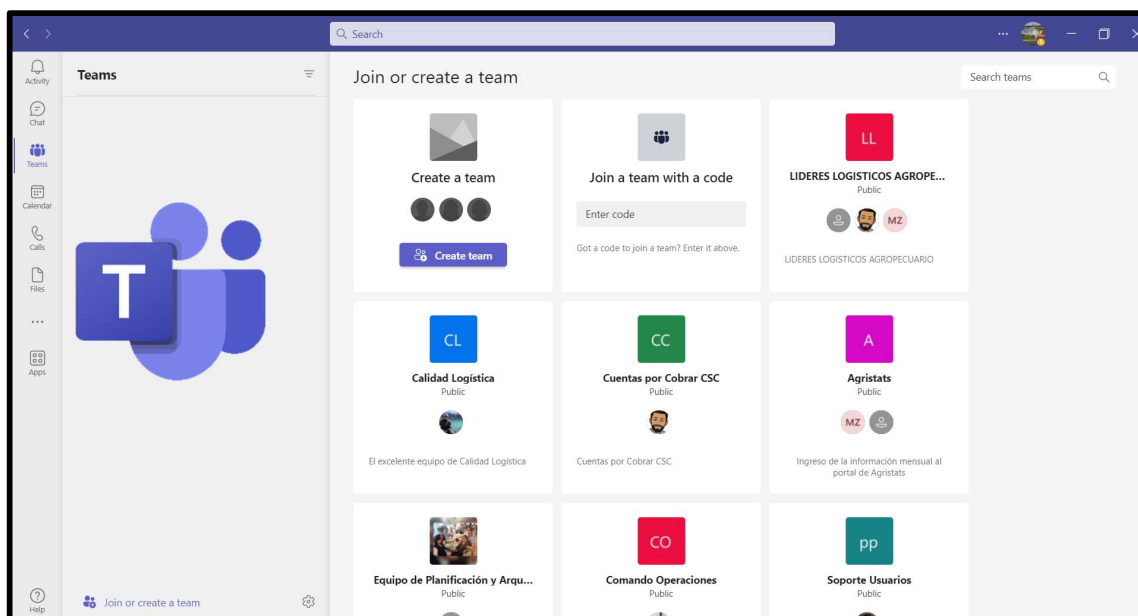 Search
Activity
Chat
Teams
Calendar
Calls
Files
Apps
Help
Teams
T
Join or create a team
Join or create a team
Search teams
Create a team
Create team
Join a team with a code
Enter code
Got a code to join a team? Enter it above.
LL
LIDERES LOGISTICOS AGROPE...
Public
MZ
LIDERES LOGISTICOS AGROPECUARIO
CL
Calidad Logística
Public
El excelente equipo de Calidad Logística
CC
Cuentas por Cobrar CSC
Public
Cuentas por Cobrar CSC
A
Agristats
Public
MZ
Ingreso de la información mensual al
portal de Agristats
Equipo de Planificación y Arqu...
Public
CO
Comando Operaciones
Public
pp
Soporte Usuarios
Public